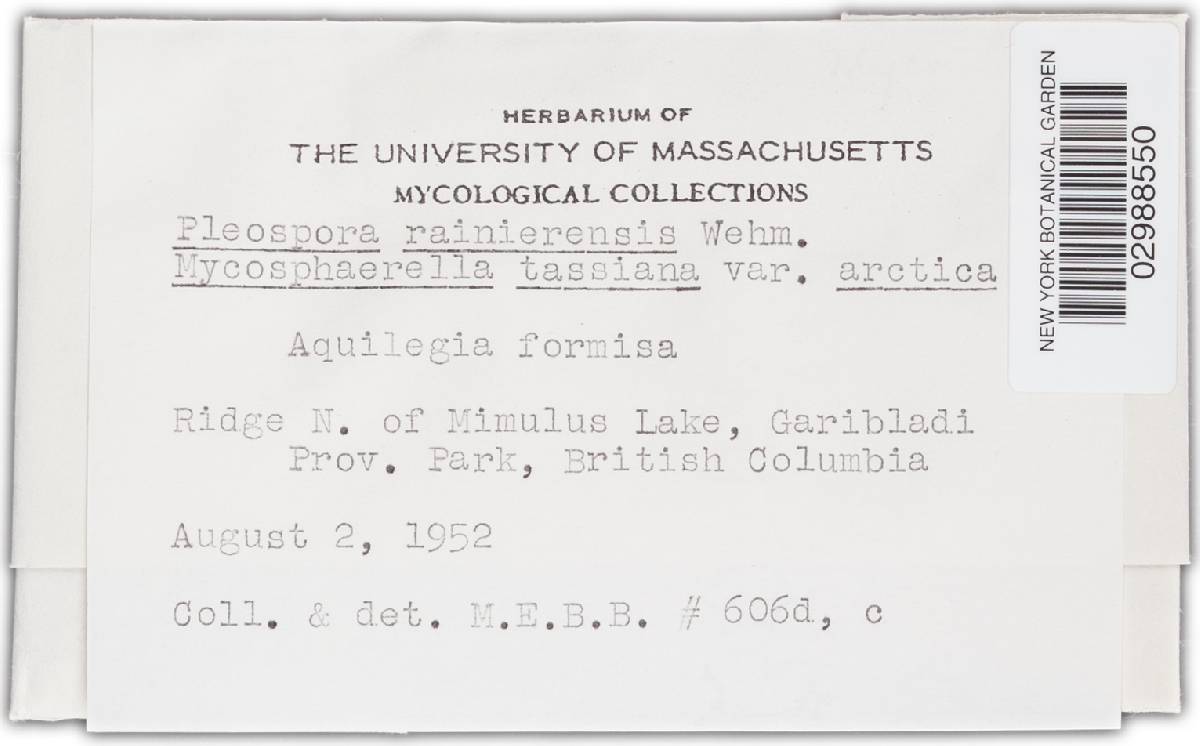 HERBARIUM OF
THE UNIVERSITY OF MASSACHUSETTS
MYCOLOGICAL COLLECTIONS
Pleospora rainierensis Wehm.
Mycosphaerella tassiana var. arctica
Aquilegia formisa
Ridge N. of Mimulus Lake, Garibladi
Prov. Park, British Columbia
August 2, 1952
Coll. & det. M.E.B.B. # 606d, c
NEW YORK BOTANICAL GARDEN
02988550